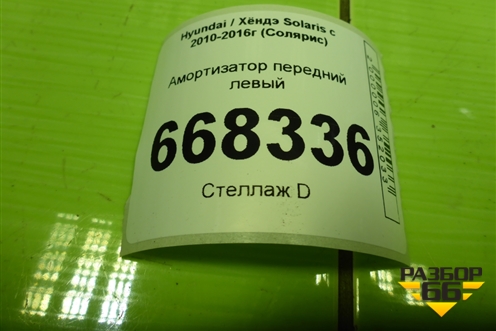 Hyundai / Хёндэ Solaris с
2010-2016г (Солярис)
Амортизатор передний
левый
668336
Стеллаж D
РАЗБОР
66